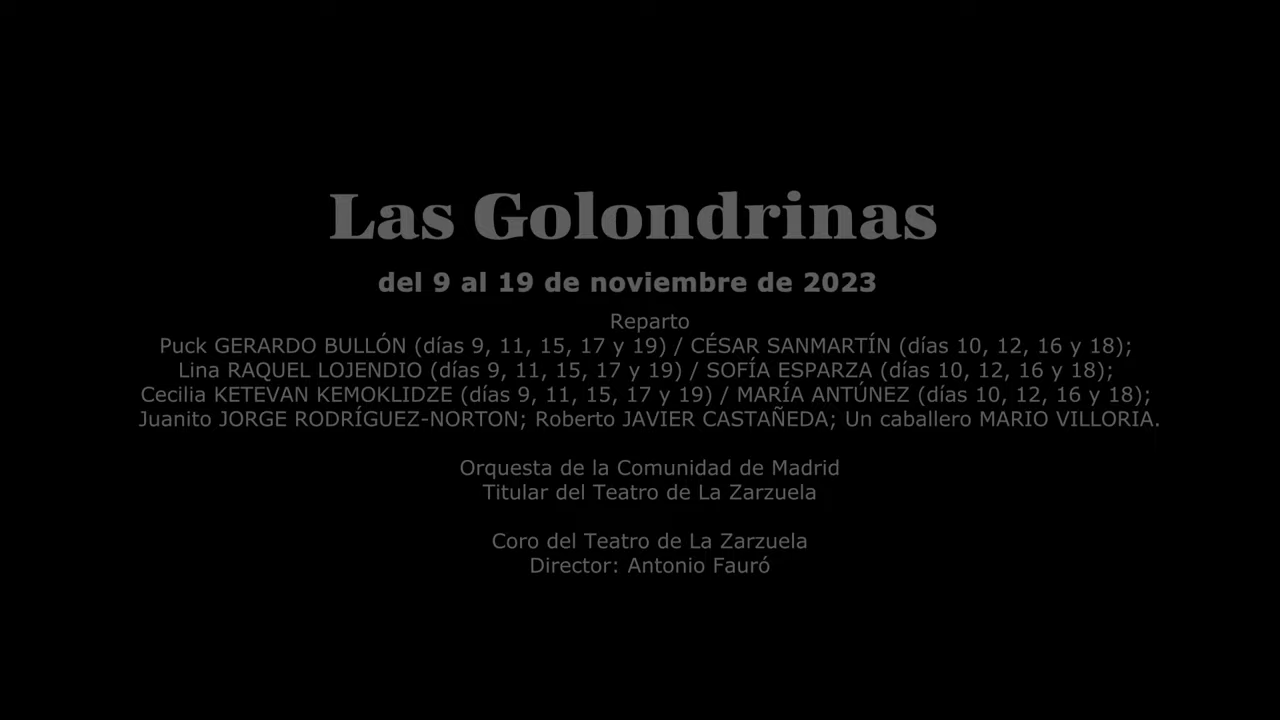 Las Golondrinas
del 9 al 19 de noviembre de 2023
Reparto
Puck GERARDO BULLÓN (días 9, 11, 15, 17 y 19) / CÉSAR SANMARTÍN (días 10, 12, 16 y 18);
Lina RAQUEL LOJENDIO (días 9, 11, 15, 17 y 19) / SOFÍA ESPARZA (días 10, 12, 16 y 18);
Cecilia KETEVAN KEMOKLIDZE (días 9, 11, 15, 17 y 19) / MARÍA ANTÚNEZ (días 10, 12, 16 y 18);
Juanito JORGE RODRÍGUEZ-NORTON; Roberto JAVIER CASTAÑEDA; Un caballero MARIO VILLORIA.
Orquesta de la Comunidad de Madrid
Titular del Teatro de La Zarzuela
Coro del Teatro de La Zarzuela
Director: Antonio Fauró